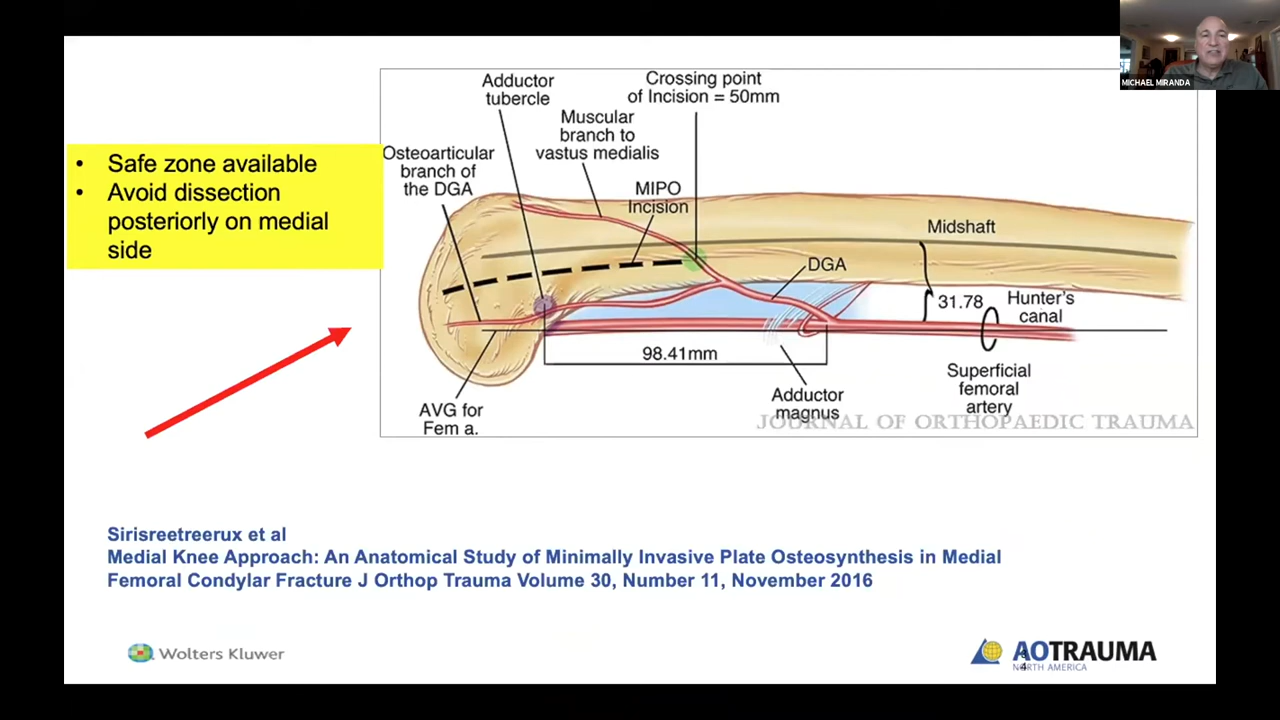 MICHAEL MIRANDA
• Safe zone available
• Avoid dissection
posteriorly on medial
side
Adductor
tubercle
Crossing point
of Incision = 50mm
Muscular
branch to
vastus medialis
Osteoarticular
branch of
the DGA
MIPO
Incision
Midshaft
DGA
31.78
Hunter's
canal
98.41mm
Superficial
femoral
artery
Adductor
magnus
AVG for
Fem a.
JOURNAL OF ORTHOPAEDIC TRAUMA
Sirisreetreerux et al
Medial Knee Approach: An Anatomical Study of Minimally Invasive Plate Osteosynthesis in Medial
Femoral Condylar Fracture J Orthop Trauma Volume 30, Number 11, November 2016
Wolters Kluwer
AOTRAUMA
NORTH AMERICA